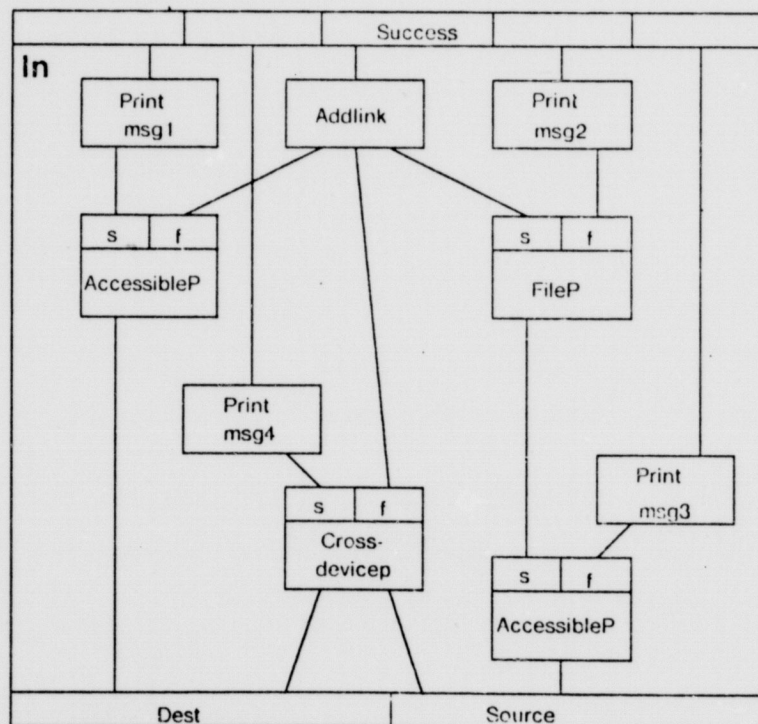 Success
In
Print
msg1
Addlink
Print
msg2
s f
AccessibleP
s f
FileP
Print
msg4
Print
msg3
s f
Cross-
devicep
s f
AccessibleP
Dest Source